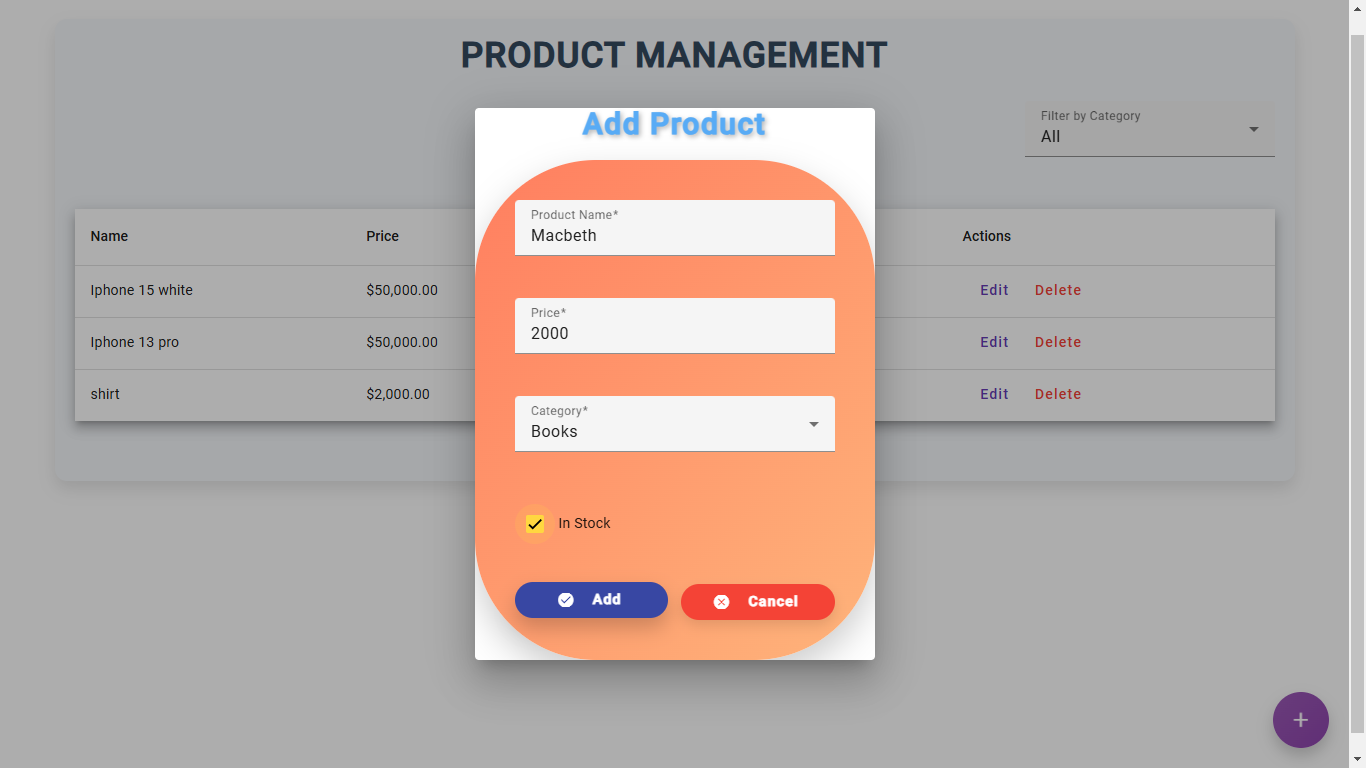 PRODUCT MANAGEMENT
Filter by Category
All
Name Price Actions
Iphone 15 white $50,000.00 Edit Delete
Iphone 13 pro $50,000.00 Edit Delete
shirt $2,000.00 Edit Delete
Add Product
Product Name*
Macbeth
Price*
2000
Category*
Books
In Stock
Add Cancel
+